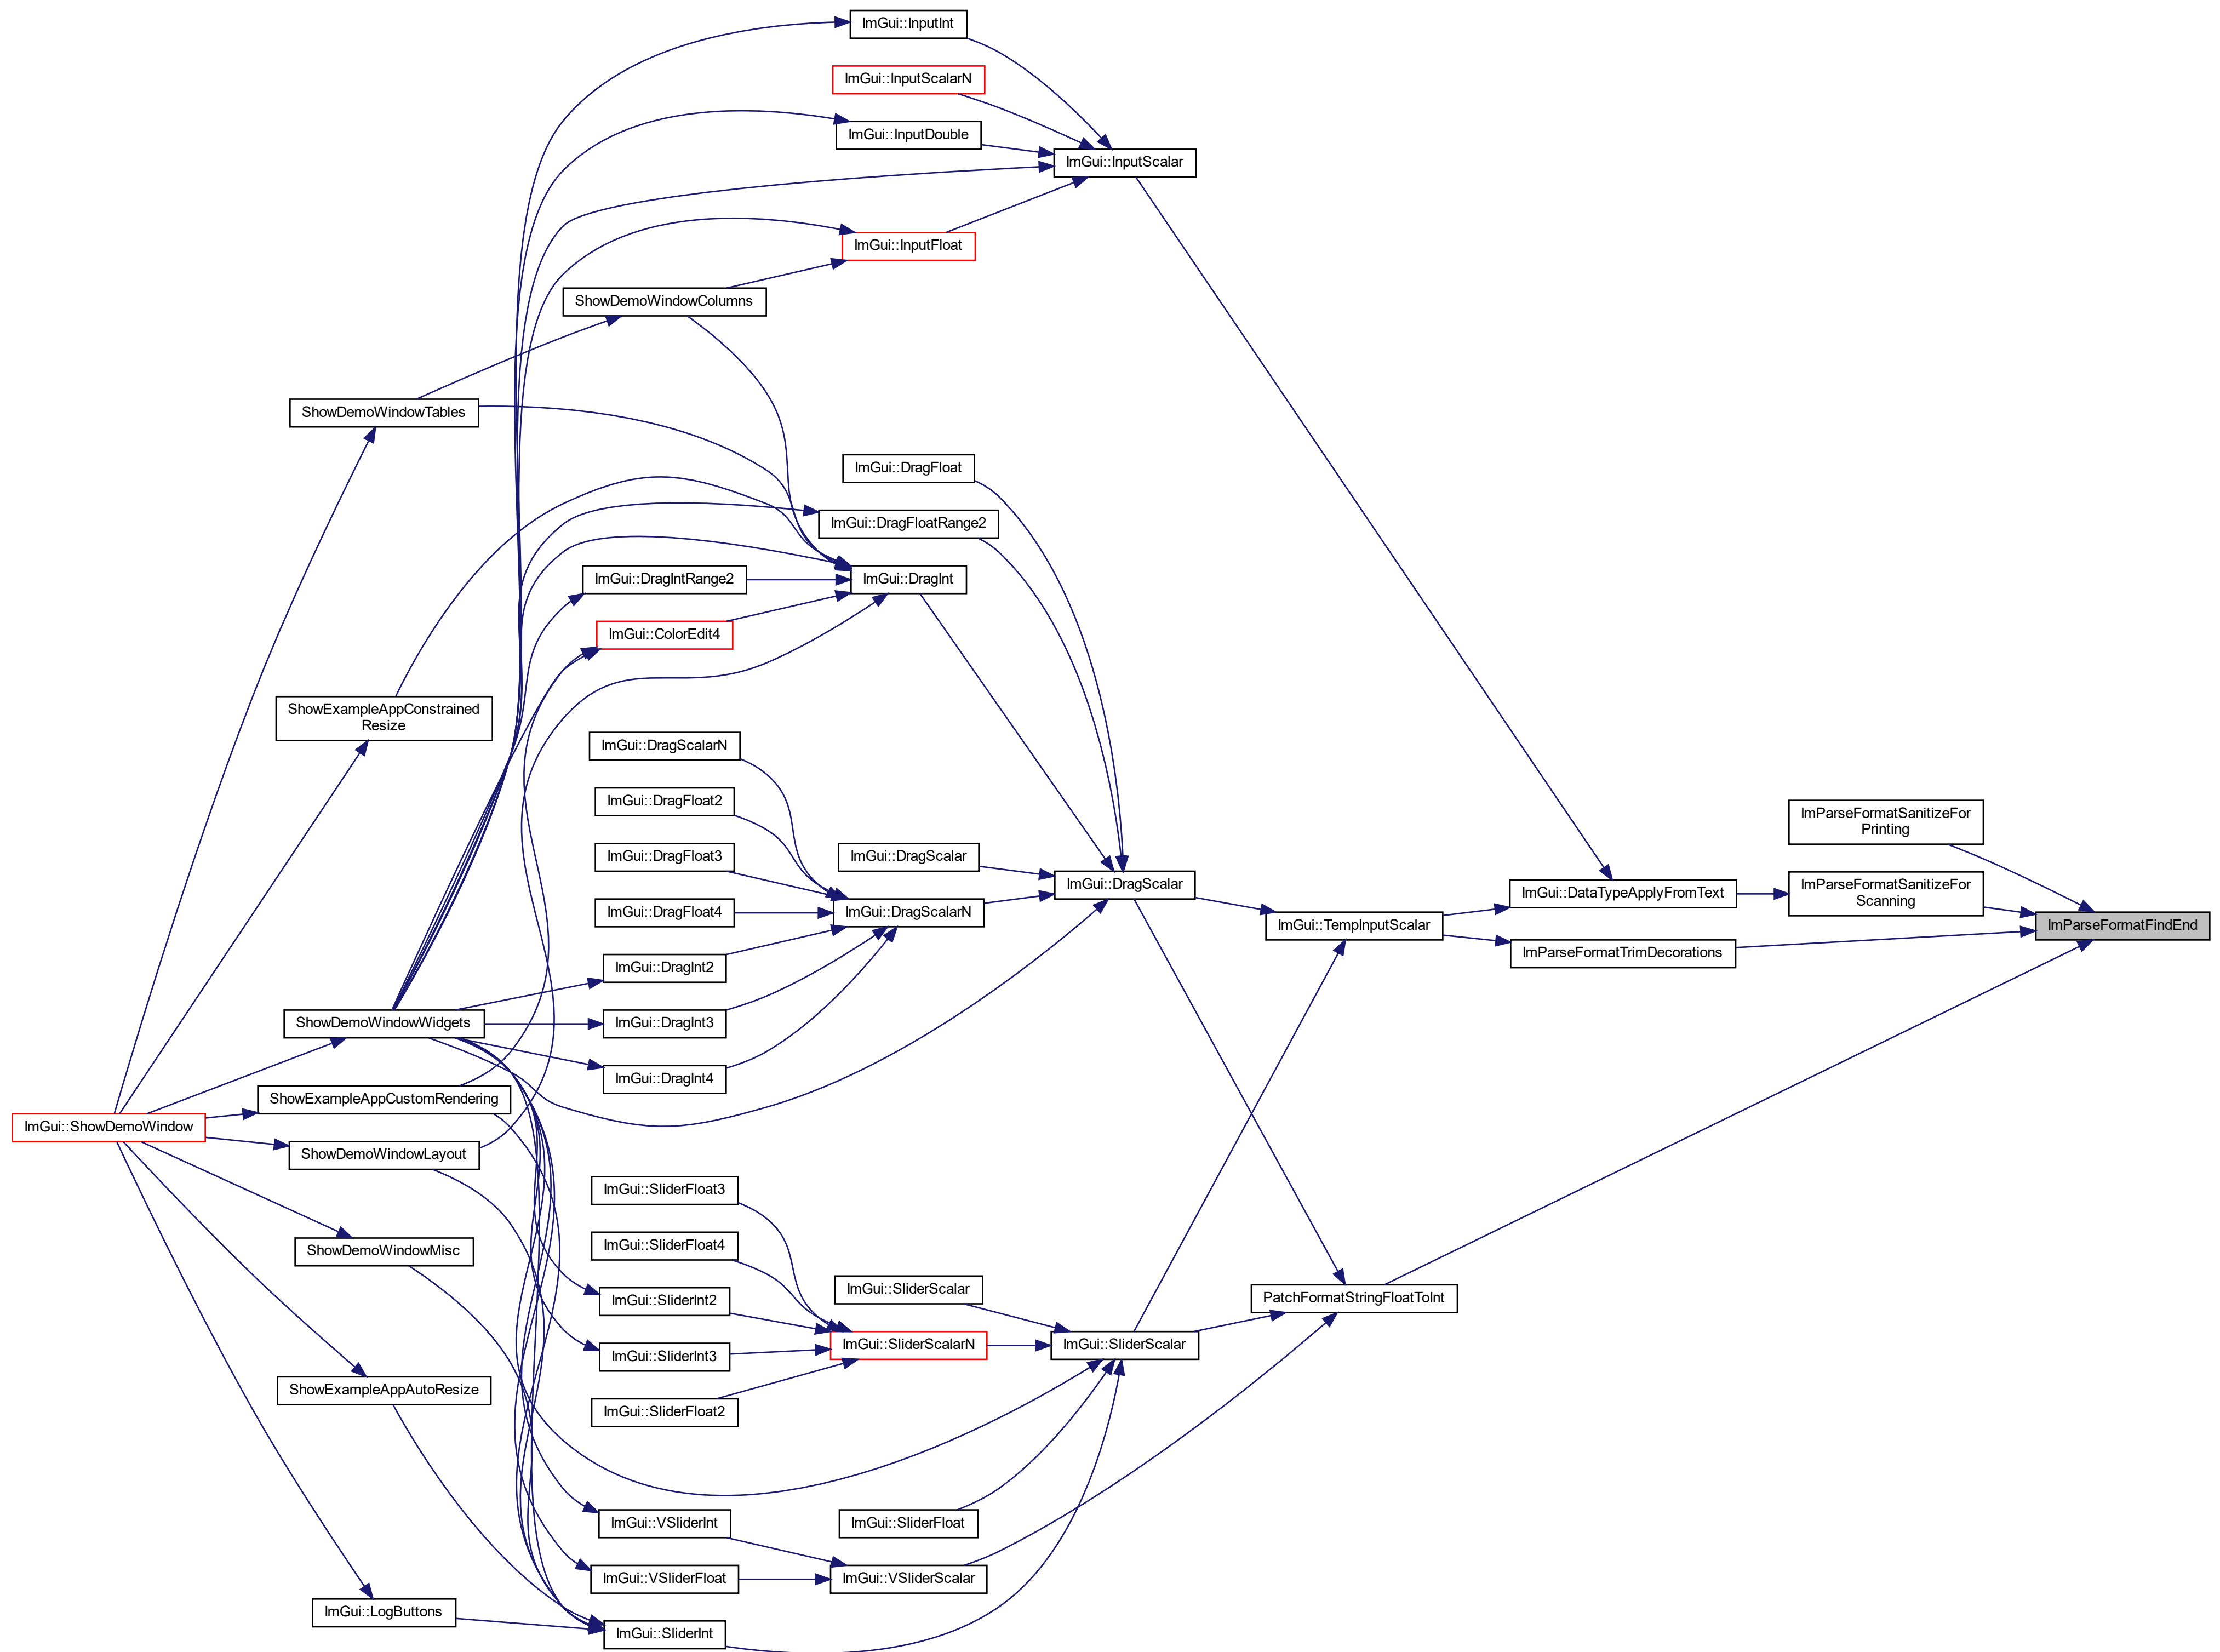 ImGui::InputInt
ImGui::InputScalarN
ImGui::InputDouble
ImGui::InputScalar
ImGui::InputFloat
ShowDemoWindowColumns
ShowDemoWindowTables
ImGui::DragFloat
ImGui::DragFloatRange2
ImGui::DragIntRange2
ImGui::DragInt
ImGui::ColorEdit4
ShowExampleAppConstrained
Resize
ImGui::DragScalarN
ImGui::DragFloat2
ImGui::DragFloat3
ImGui::DragScalar
ImGui::DragFloat4
ImGui::DragScalarN
ImGui::DragScalar
ImGui::TempInputScalar
ImGui::DataTypeApplyFromText
ImParseFormatSanitizeFor
Printing
ImParseFormatSanitizeFor
Scanning
ImParseFormatFindEnd
ImParseFormatTrimDecorations
ImGui::DragInt2
ImGui::DragInt3
ImGui::DragInt4
ShowDemoWindowWidgets
ShowExampleAppCustomRendering
ImGui::ShowDemoWindow
ShowDemoWindowLayout
ImGui::SliderFloat3
ImGui::SliderFloat4
ShowDemoWindowMisc
ImGui::SliderInt2
ImGui::SliderScalar
PatchFormatStringFloatToInt
ImGui::SliderInt3
ImGui::SliderScalarN
ImGui::SliderScalar
ShowExampleAppAutoResize
ImGui::SliderFloat2
ImGui::VSliderInt
ImGui::SliderFloat
ImGui::VSliderFloat
ImGui::VSliderScalar
ImGui::LogButtons
ImGui::SliderInt